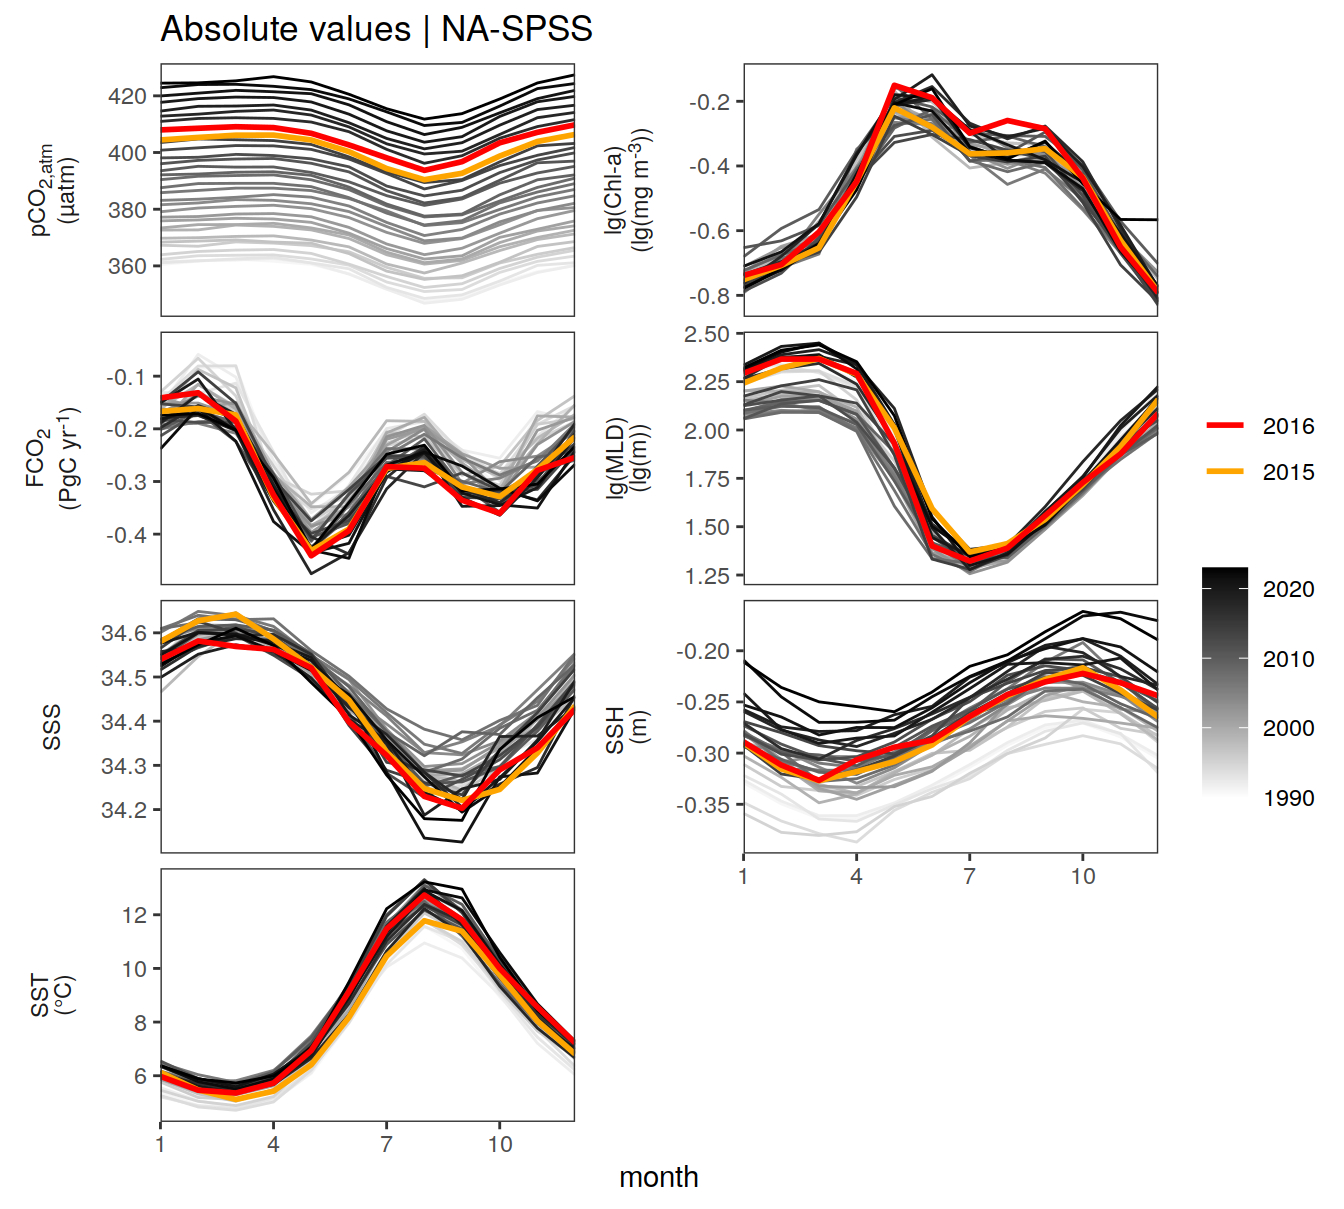 Absolute values | NA-SPSS
pCO2,atm
(µatm)
420
400
380
360
lg(Chl-a)
(lg(mg m-3))
-0.2
-0.4
-0.6
-0.8
FCO2
(PgC yr-1)
-0.1
-0.2
-0.3
-0.4
lg(MLD)
(lg(m))
2.50
2.25
2.00
1.75
1.50
1.25
SSS
34.6
34.5
34.4
34.3
34.2
SSH
(m)
-0.20
-0.25
-0.30
-0.35
1 4 7 10
SST
(°C)
12
10
8
6
1 4 7 10
month
2016
2015
2020
2010
2000
1990